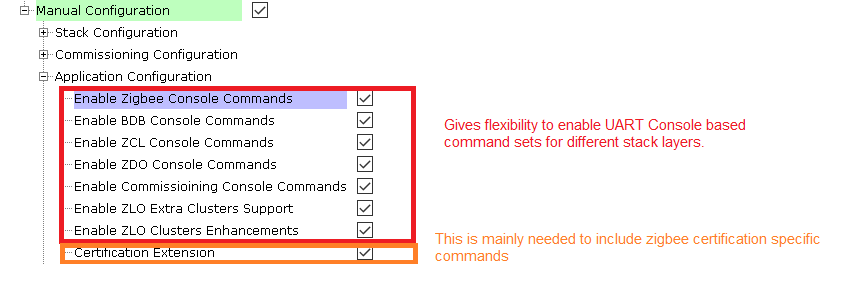 Manual Configuration
Stack Configuration
Commissioning Configuration
Application Configuration
Enable Zigbee Console Commands
Enable BDB Console Commands
Enable ZCL Console Commands
Enable ZDO Console Commands
Enable Commissioining Console Commands
Enable ZLO Extra Clusters Support
Enable ZLO Clusters Enhancements
Certification Extension
Gives flexibility to enable UART Console based
command sets for different stack layers.
This is mainly needed to include zigbee certification specific
commands